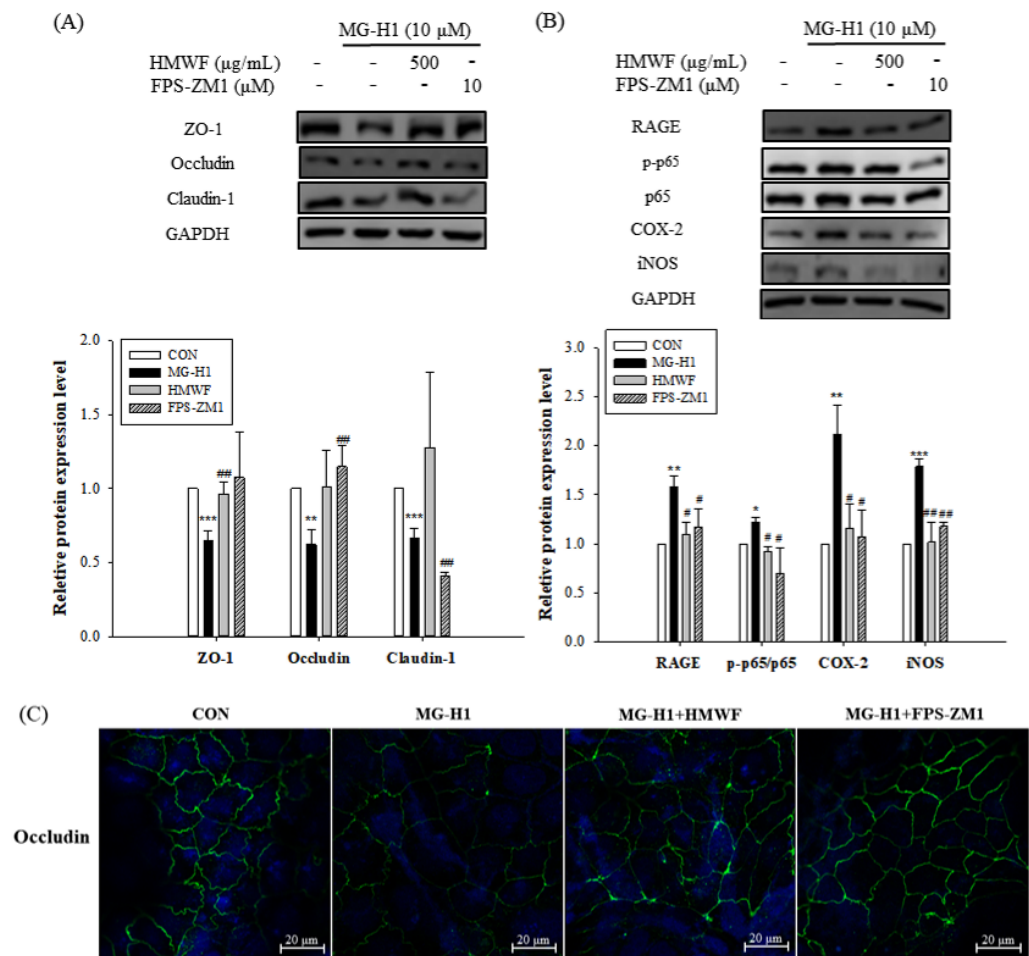 (A)
MG-H1 (10 μM)
HMWF (μg/mL) - - 500 -
FPS-ZM1 (μM) - - - 10
ZO-1
Occludin
Claudin-1
GAPDH
Reletive protein expression level
2.0
1.5
1.0
0.5
0.0
CON
MG-H1
HMWF
FPS-ZM1
*** ## ** ## *** ##
ZO-1 Occludin Claudin-1
(B)
MG-H1 (10 μM)
HMWF (μg/mL) - - 500 -
FPS-ZM1 (μM) - - - 10
RAGE
p-p65
p65
COX-2
iNOS
GAPDH
Reletive protein expression level
3.0
2.5
2.0
1.5
1.0
0.5
0.0
CON
MG-H1
HMWF
FPS-ZM1
** # # * # # ** # # *** ## ##
RAGE p-p65/p65 COX-2 iNOS
(C)
CON MG-H1 MG-H1+HMWF MG-H1+FPS-ZM1
Occludin
20 μm 20 μm 20 μm 20 μm